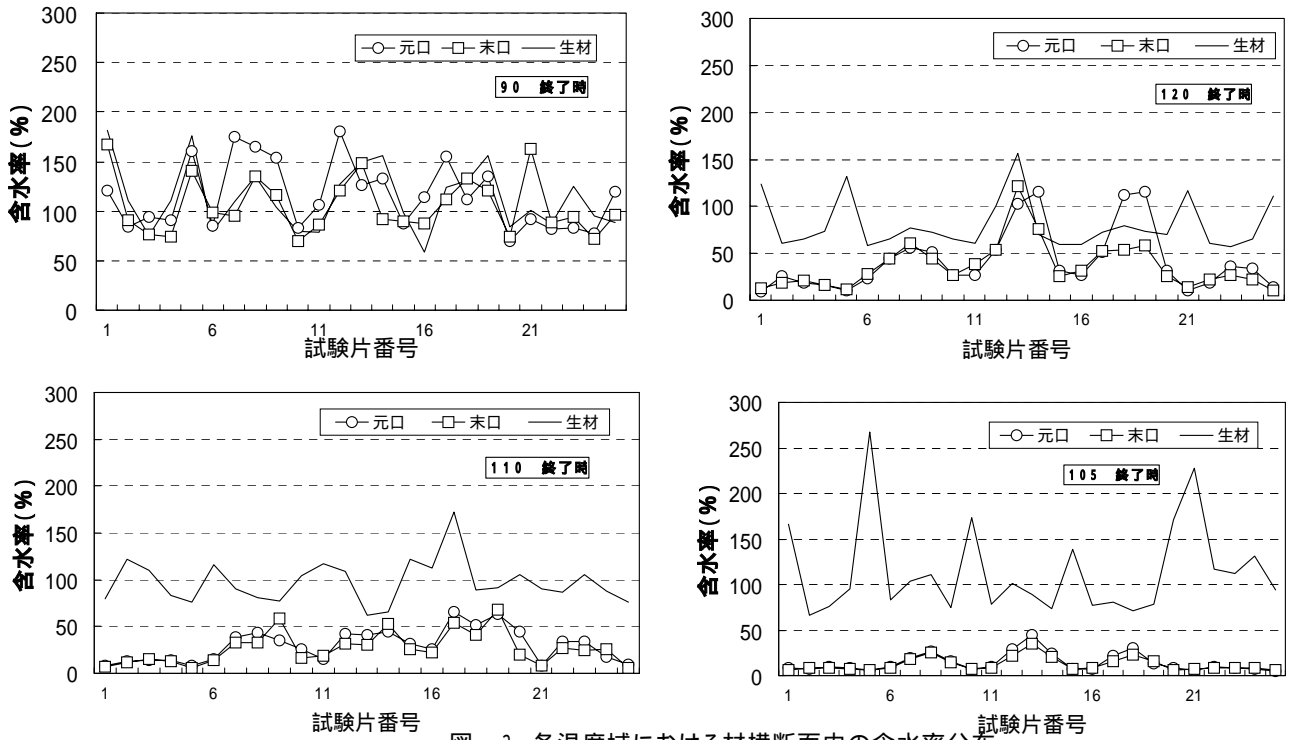 300
250
200
150
100
50
0
含水率(%)
元口 末口 生材
90 終了時
1 6 11 16 21
試験片番号
300
250
200
150
100
50
0
含水率(%)
元口 末口 生材
120 終了時
1 6 11 16 21
試験片番号
300
250
200
150
100
50
0
含水率(%)
元口 末口 生材
110 終了時
1 6 11 16 21
試験片番号
300
250
200
150
100
50
0
含水率(%)
元口 末口 生材
105 終了時
1 6 11 16 21
試験片番号
図 2 各温度域における材横断面内の含水率分布